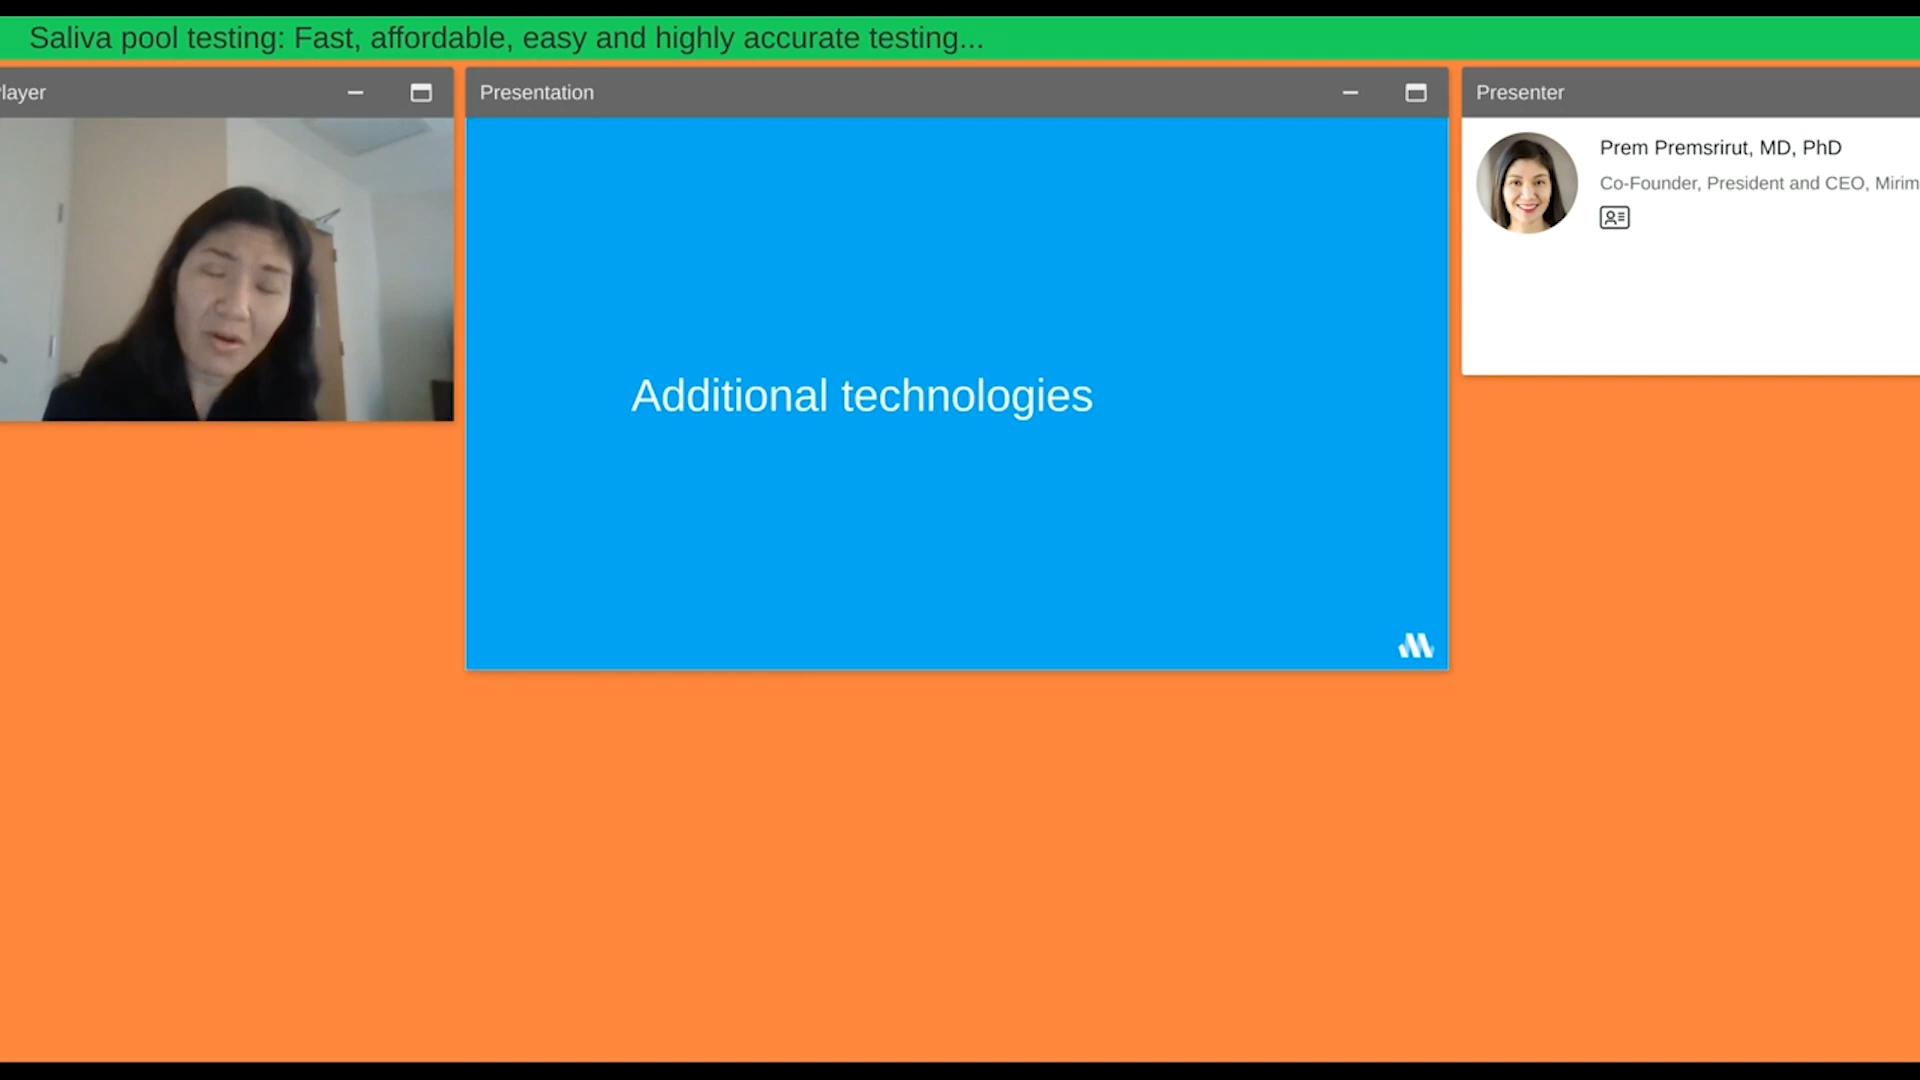 Saliva pool testing: Fast, affordable, easy and highly accurate testing...
layer
Presentation
Presenter
Prem Premsrirut, MD, PhD
Co-Founder, President and CEO, Mirim
Additional technologies